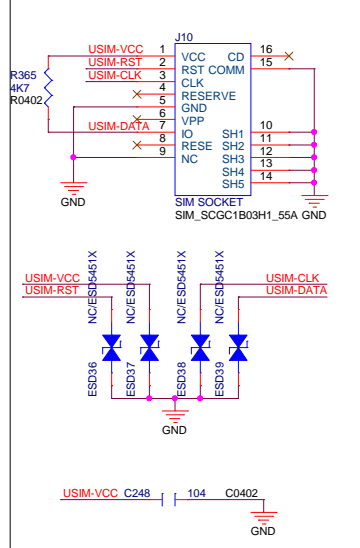 J10
USIM-VCC 1 VCC CD 16
USIM-RST 2 RST COMM 15
USIM-CLK 3 CLK
4 RESERVE
5 GND
6 VPP
USIM-DATA 7 IO SH1 10
8 RESE SH2 11
9 NC SH3 12
SH4 13
SH5 14
R365
4K7
R0402
GND
SIM SOCKET
SIM_SCGC1B03H1_55A GND
USIM-VCC
USIM-RST
NC/ESD5451X
NC/ESD5451X
NC/ESD5451X
NC/ESD5451X
USIM-CLK
USIM-DATA
ESD36
ESD37
ESD38
ESD39
GND
USIM-VCC C248 104 C0402
GND